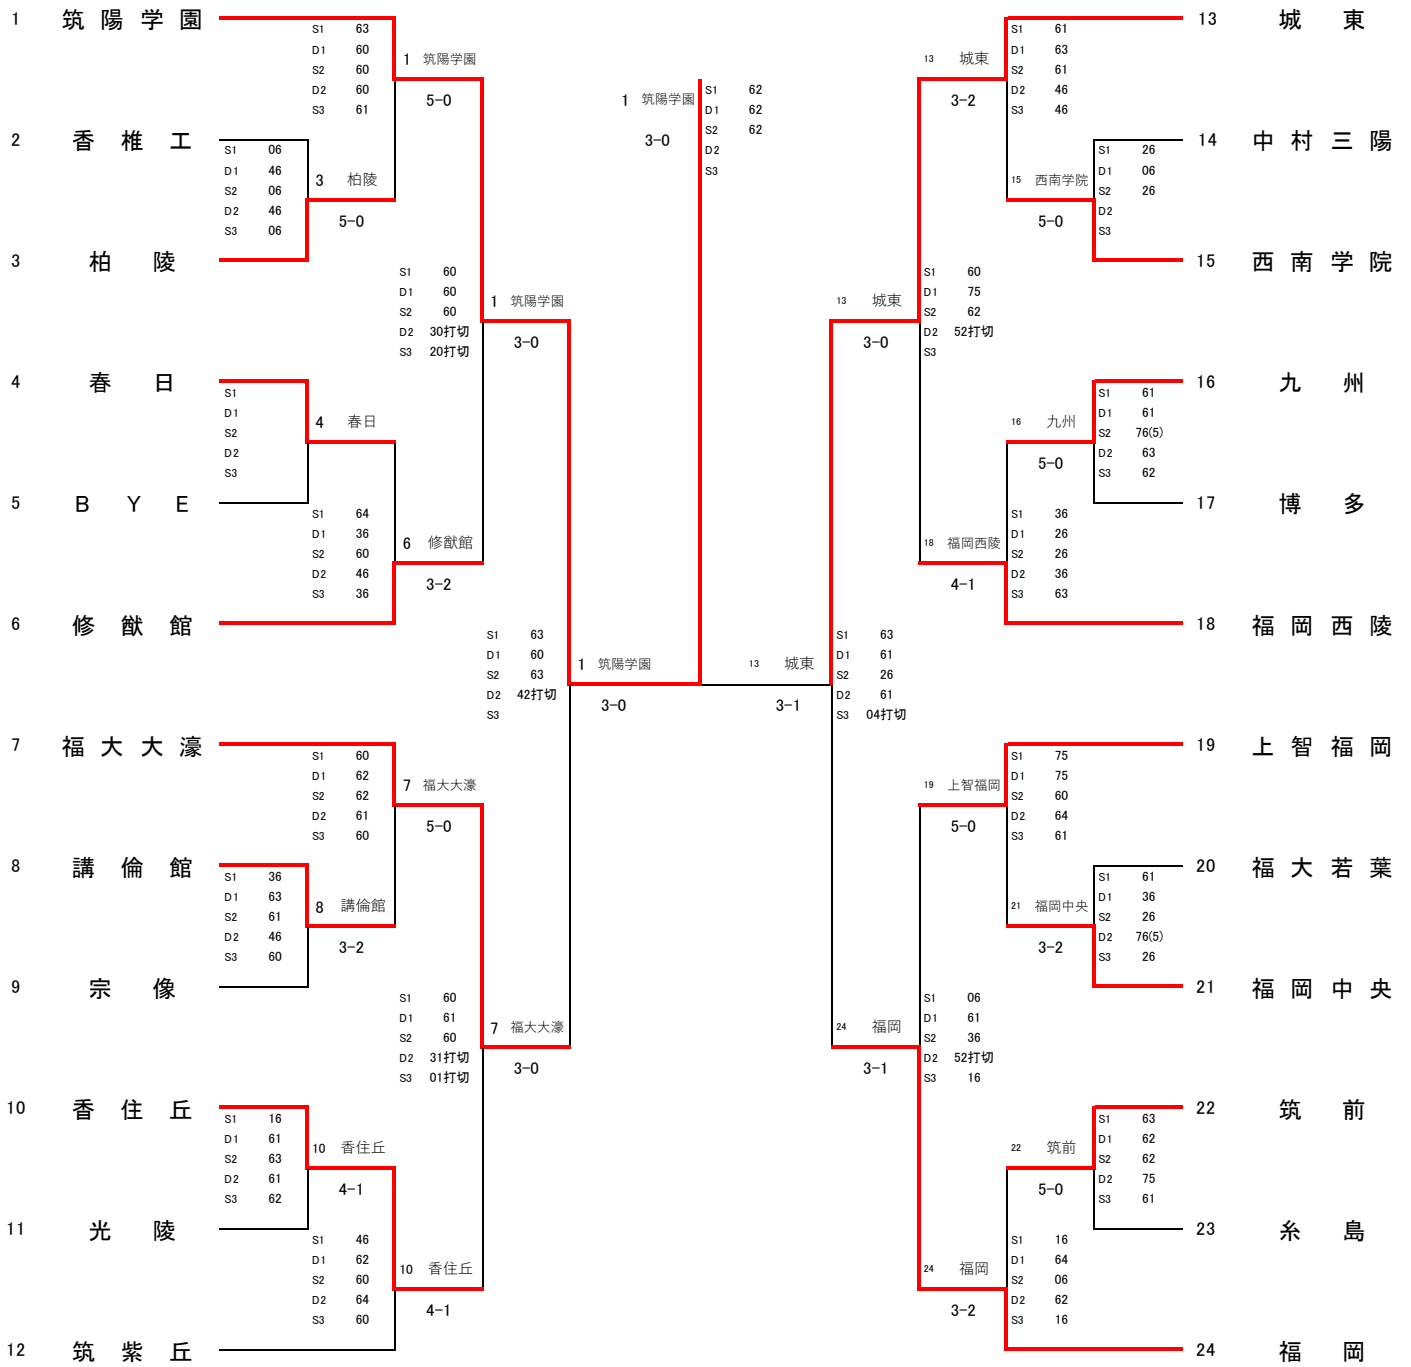 1 筑陽学園
S1 63
D1 60
S2 60
D2 60
S3 61
1 筑陽学園
5-0
2 香椎工
S1 06
D1 46
S2 06
D2 46
S3 06
3 柏陵
5-0
3 柏陵
S1 60
D1 60
S2 60
D2 30打切
S3 20打切
1 筑陽学園
3-0
4 春日
S1
D1
S2
D2
S3
4 春日
5 BYE
S1 64
D1 36
S2 60
D2 46
S3 36
6 修猷館
3-2
6 修猷館
S1 63
D1 60
S2 63
D2 42打切
S3
1 筑陽学園
3-0
7 福大大濠
S1 60
D1 62
S2 62
D2 61
S3 60
7 福大大濠
5-0
8 講倫館
S1 36
D1 63
S2 61
D2 46
S3 60
8 講倫館
3-2
9 宗像
S1 60
D1 61
S2 60
D2 31打切
S3 01打切
7 福大大濠
3-0
10 香住丘
S1 16
D1 61
S2 63
D2 61
S3 62
10 香住丘
4-1
11 光陵
S1 46
D1 62
S2 60
D2 64
S3 60
10 香住丘
4-1
12 筑紫丘
1 筑陽学園
3-0
S1 62
D1 62
S2 62
D2
S3
13 城東
S1 61
D1 63
S2 61
D2 46
S3 46
13 城東
3-2
14 中村三陽
S1 26
D1 06
S2 26
D2
S3
15 西南学院
5-0
15 西南学院
S1 60
D1 75
S2 62
D2 52打切
S3
13 城東
3-0
16 九州
S1 61
D1 61
S2 76(5)
D2 63
S3 62
16 九州
5-0
17 博多
S1 36
D1 26
S2 26
D2 36
S3 63
18 福岡西陵
4-1
18 福岡西陵
S1 63
D1 61
S2 26
D2 61
S3 04打切
13 城東
3-1
19 上智福岡
S1 75
D1 75
S2 60
D2 64
S3 61
19 上智福岡
5-0
20 福大若葉
S1 61
D1 36
S2 26
D2 76(5)
S3 26
21 福岡中央
3-2
21 福岡中央
S1 06
D1 61
S2 36
D2 52打切
S3 16
24 福岡
3-1
22 筑前
S1 63
D1 62
S2 62
D2 75
S3 61
22 筑前
5-0
23 糸島
S1 16
D1 64
S2 06
D2 62
S3 16
24 福岡
3-2
24 福岡